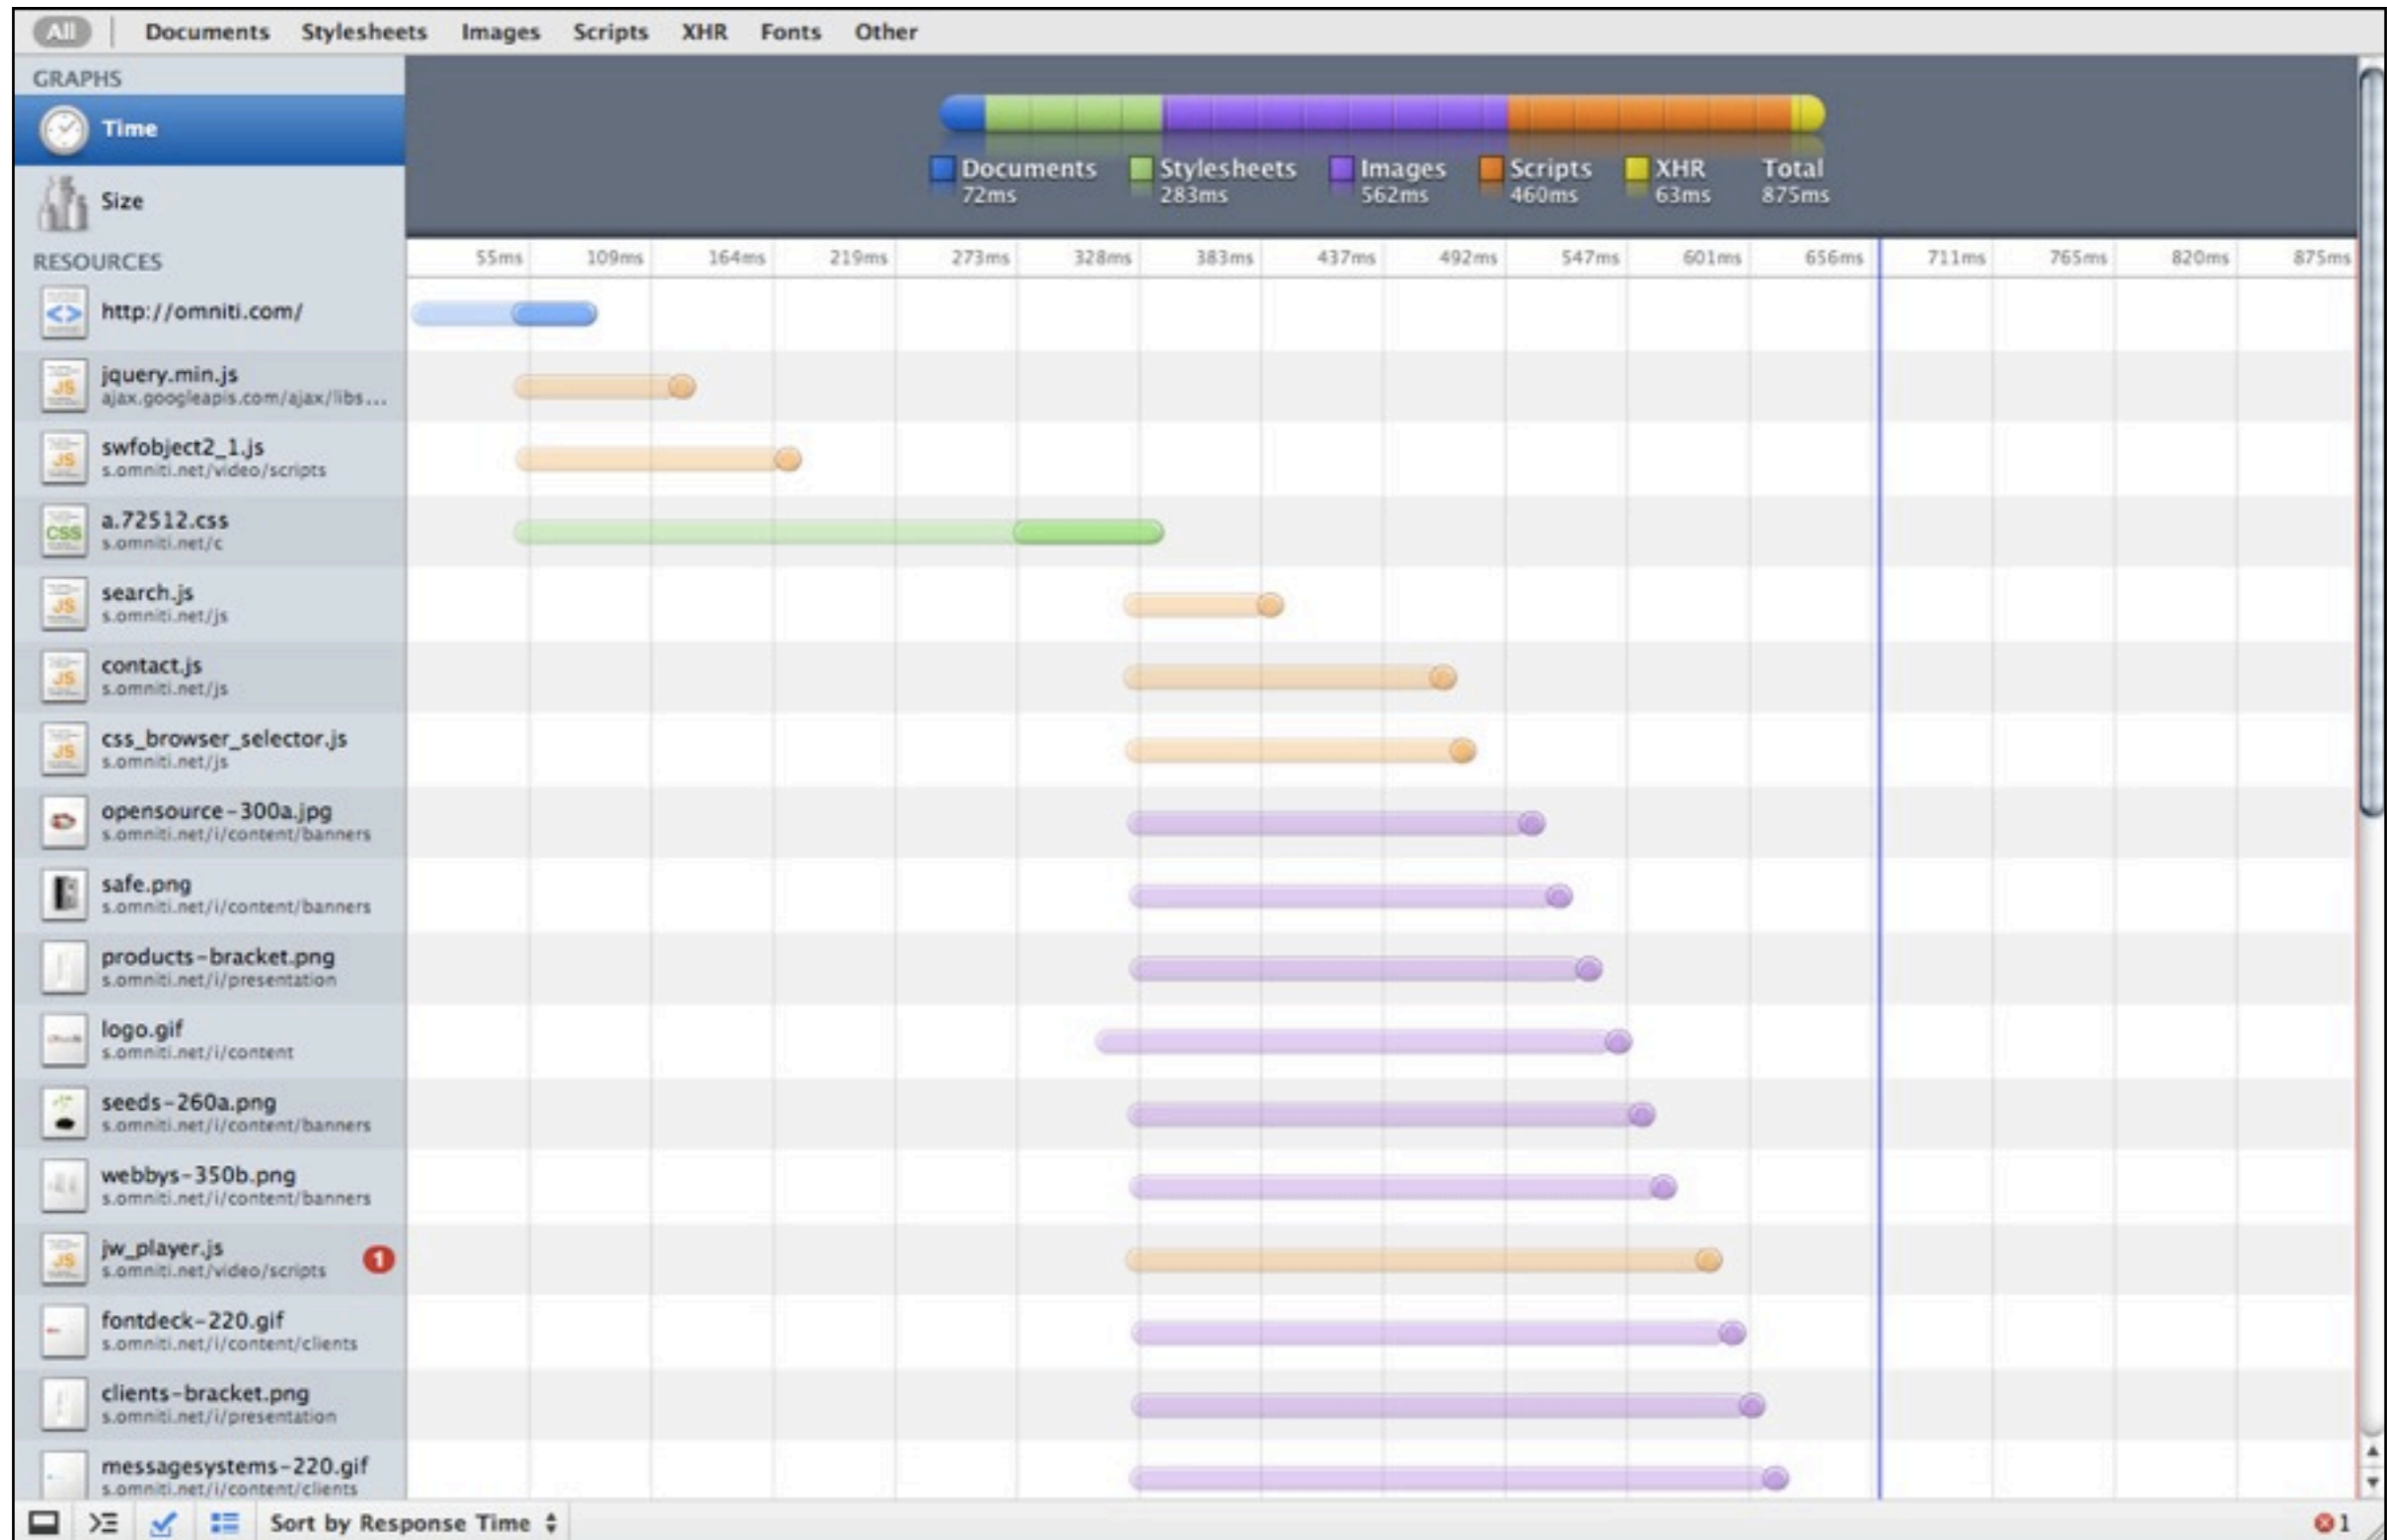 All Documents Stylesheets Images Scripts XHR Fonts Other
GRAPHS
Time
Size
Documents Stylesheets Images Scripts XHR Total
72ms 283ms 562ms 460ms 63ms 875ms
RESOURCES
55ms 109ms 164ms 219ms 273ms 328ms 383ms 437ms 492ms 547ms 601ms 656ms 711ms 765ms 820ms 875ms
http://omniti.com/
jquery.min.js
ajax.googleapis.com/ajax/libs...
swfobject2_1.js
s.omniti.net/video/scripts
a.72512.css
s.omniti.net/c
search.js
s.omniti.net/js
contact.js
s.omniti.net/js
css_browser_selector.js
s.omniti.net/js
opensource-300a.jpg
s.omniti.net/i/content/banners
safe.png
s.omniti.net/i/content/banners
products-bracket.png
s.omniti.net/i/presentation
logo.gif
s.omniti.net/i/content
seeds-260a.png
s.omniti.net/i/content/banners
webbys-350b.png
s.omniti.net/i/content/banners
jw_player.js
s.omniti.net/video/scripts
1
fontdeck-220.gif
s.omniti.net/i/content/clients
clients-bracket.png
s.omniti.net/i/presentation
messagesystems-220.gif
s.omniti.net/i/content/clients
Sort by Response Time
1